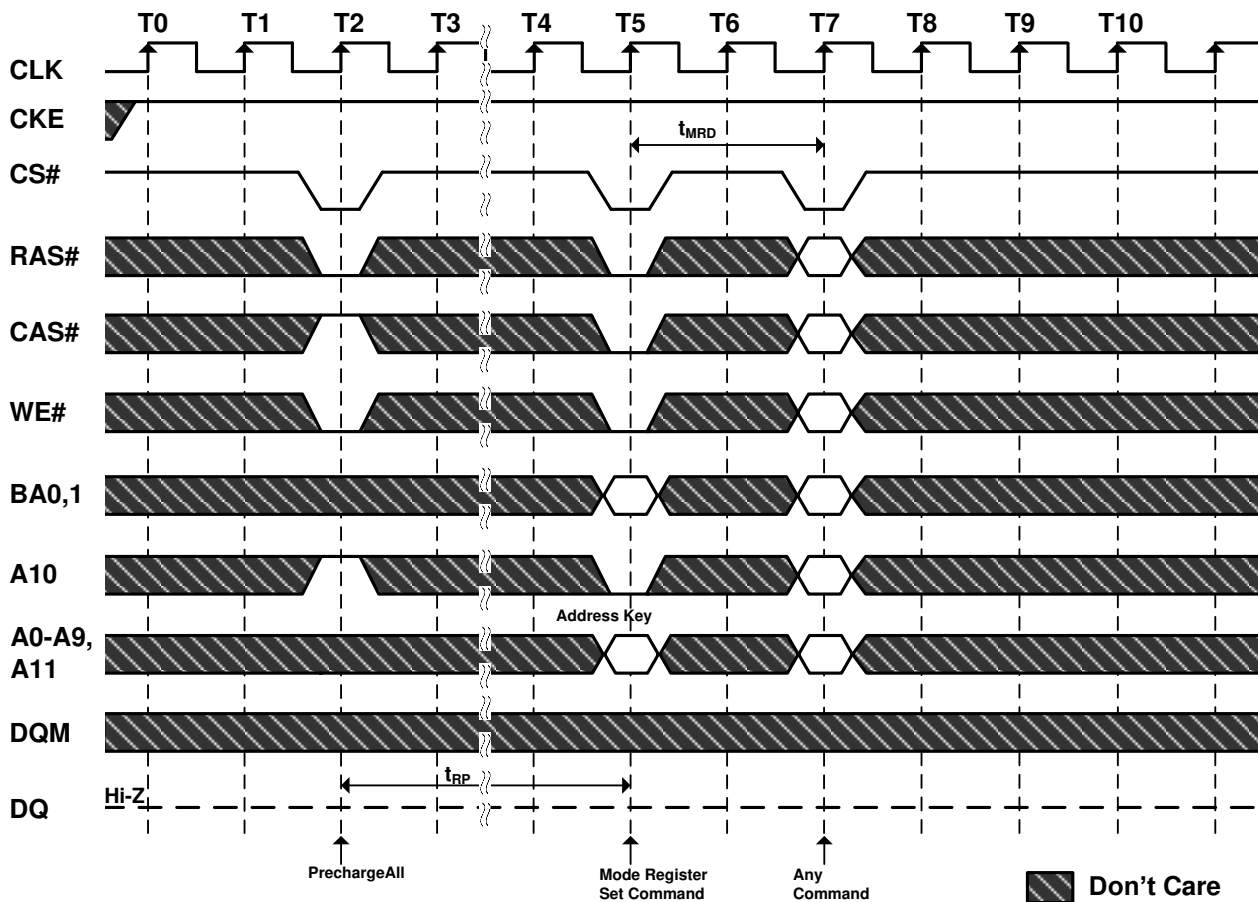 T0 T1 T2 T3 T4 T5 T6 T7 T8 T9 T10
CLK
CKE
tMRD
CS#
RAS#
CAS#
WE#
BA0,1
A10
Address Key
A0-A9,
A11
DQM
tRP
Hi-Z
DQ
PrechargeAll
Mode Register
Set Command
Any
Command
Don't Care